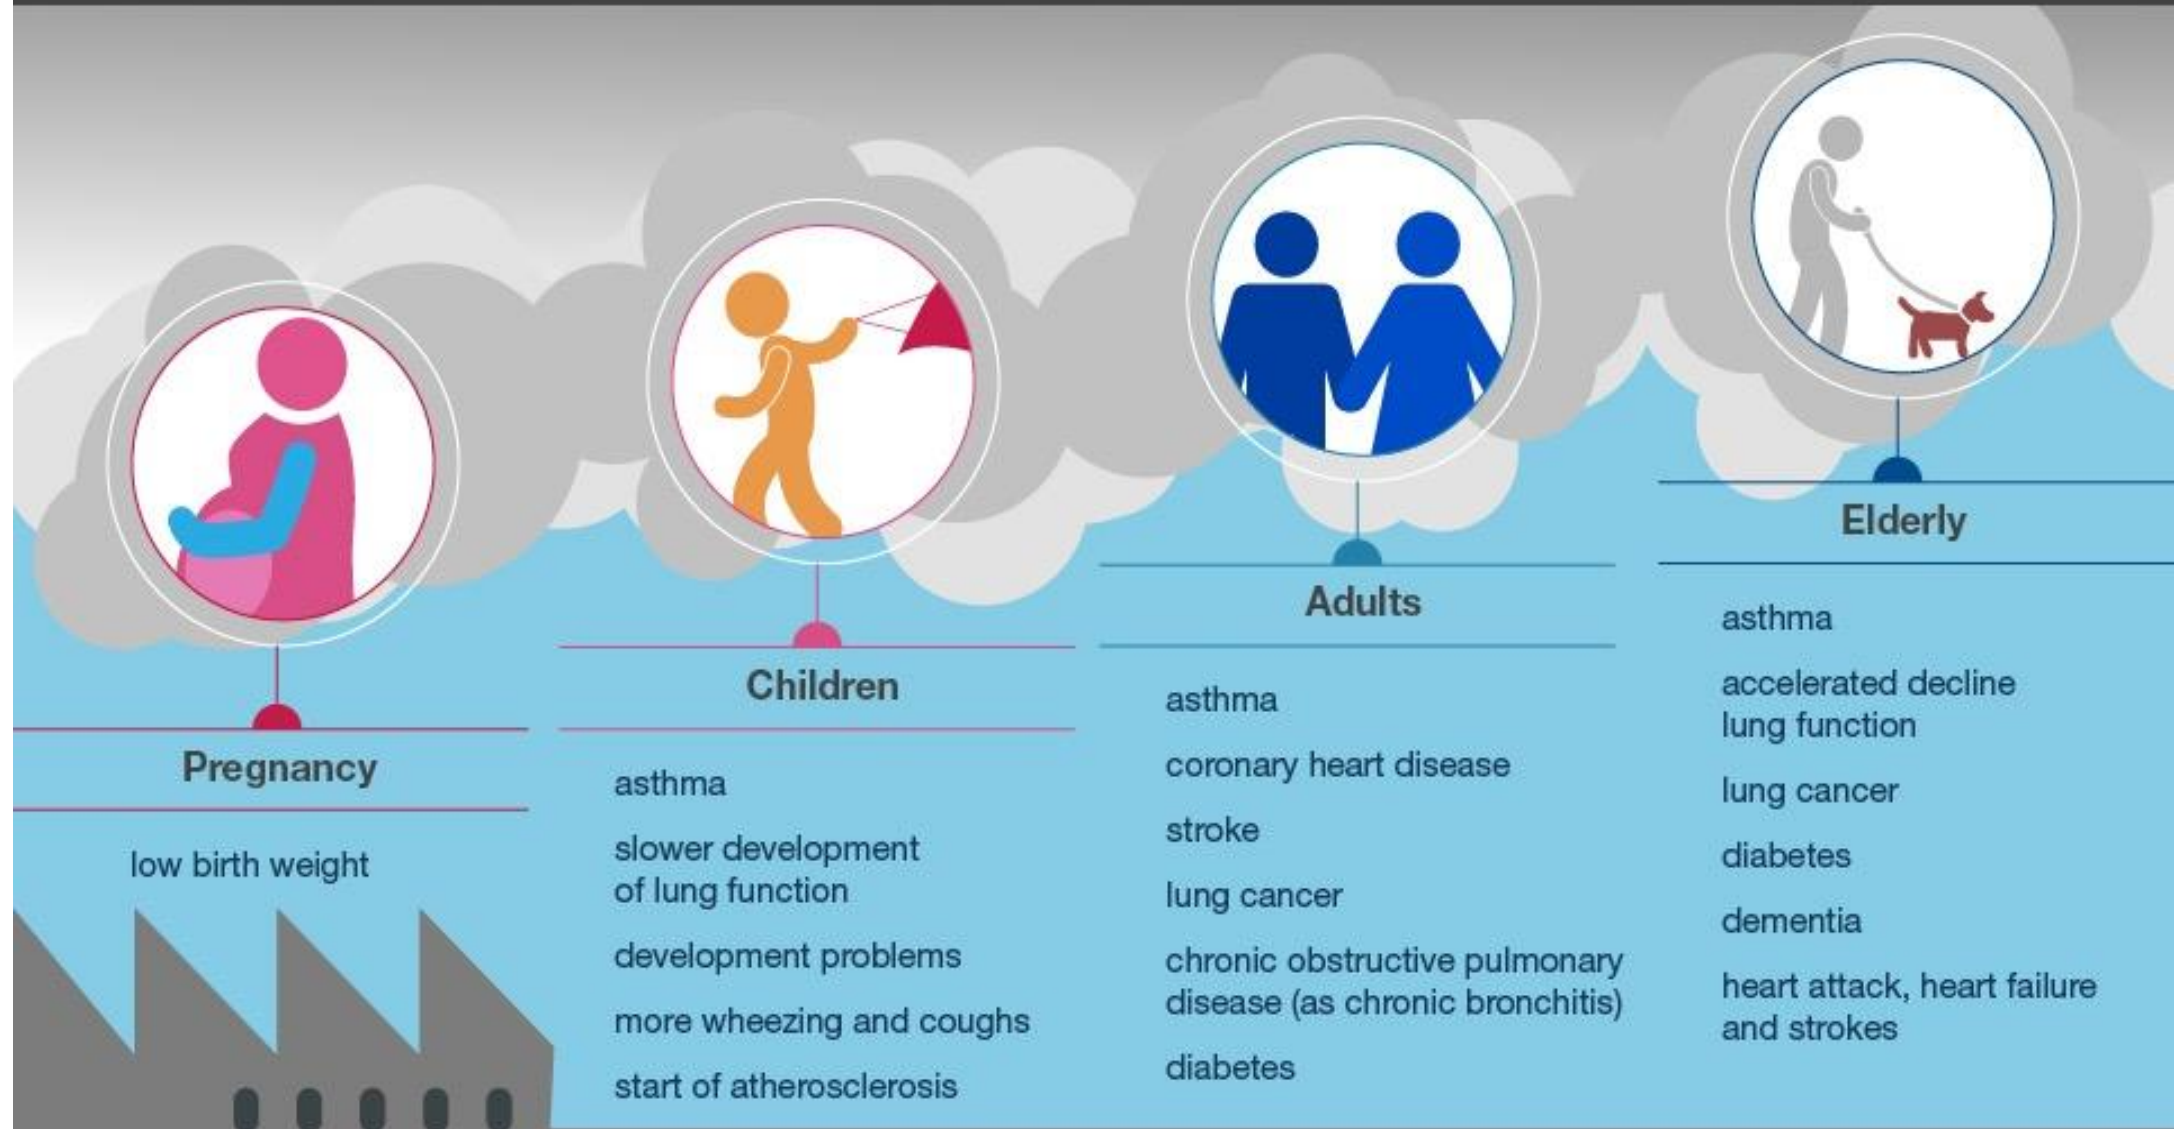 Pregnancy
low birth weight
Children
asthma
slower development
of lung function
development problems
more wheezing and coughs
start of atherosclerosis
Adults
asthma
coronary heart disease
stroke
lung cancer
chronic obstructive pulmonary
disease (as chronic bronchitis)
diabetes
Elderly
asthma
accelerated decline
lung function
lung cancer
diabetes
dementia
heart attack, heart failure
and strokes